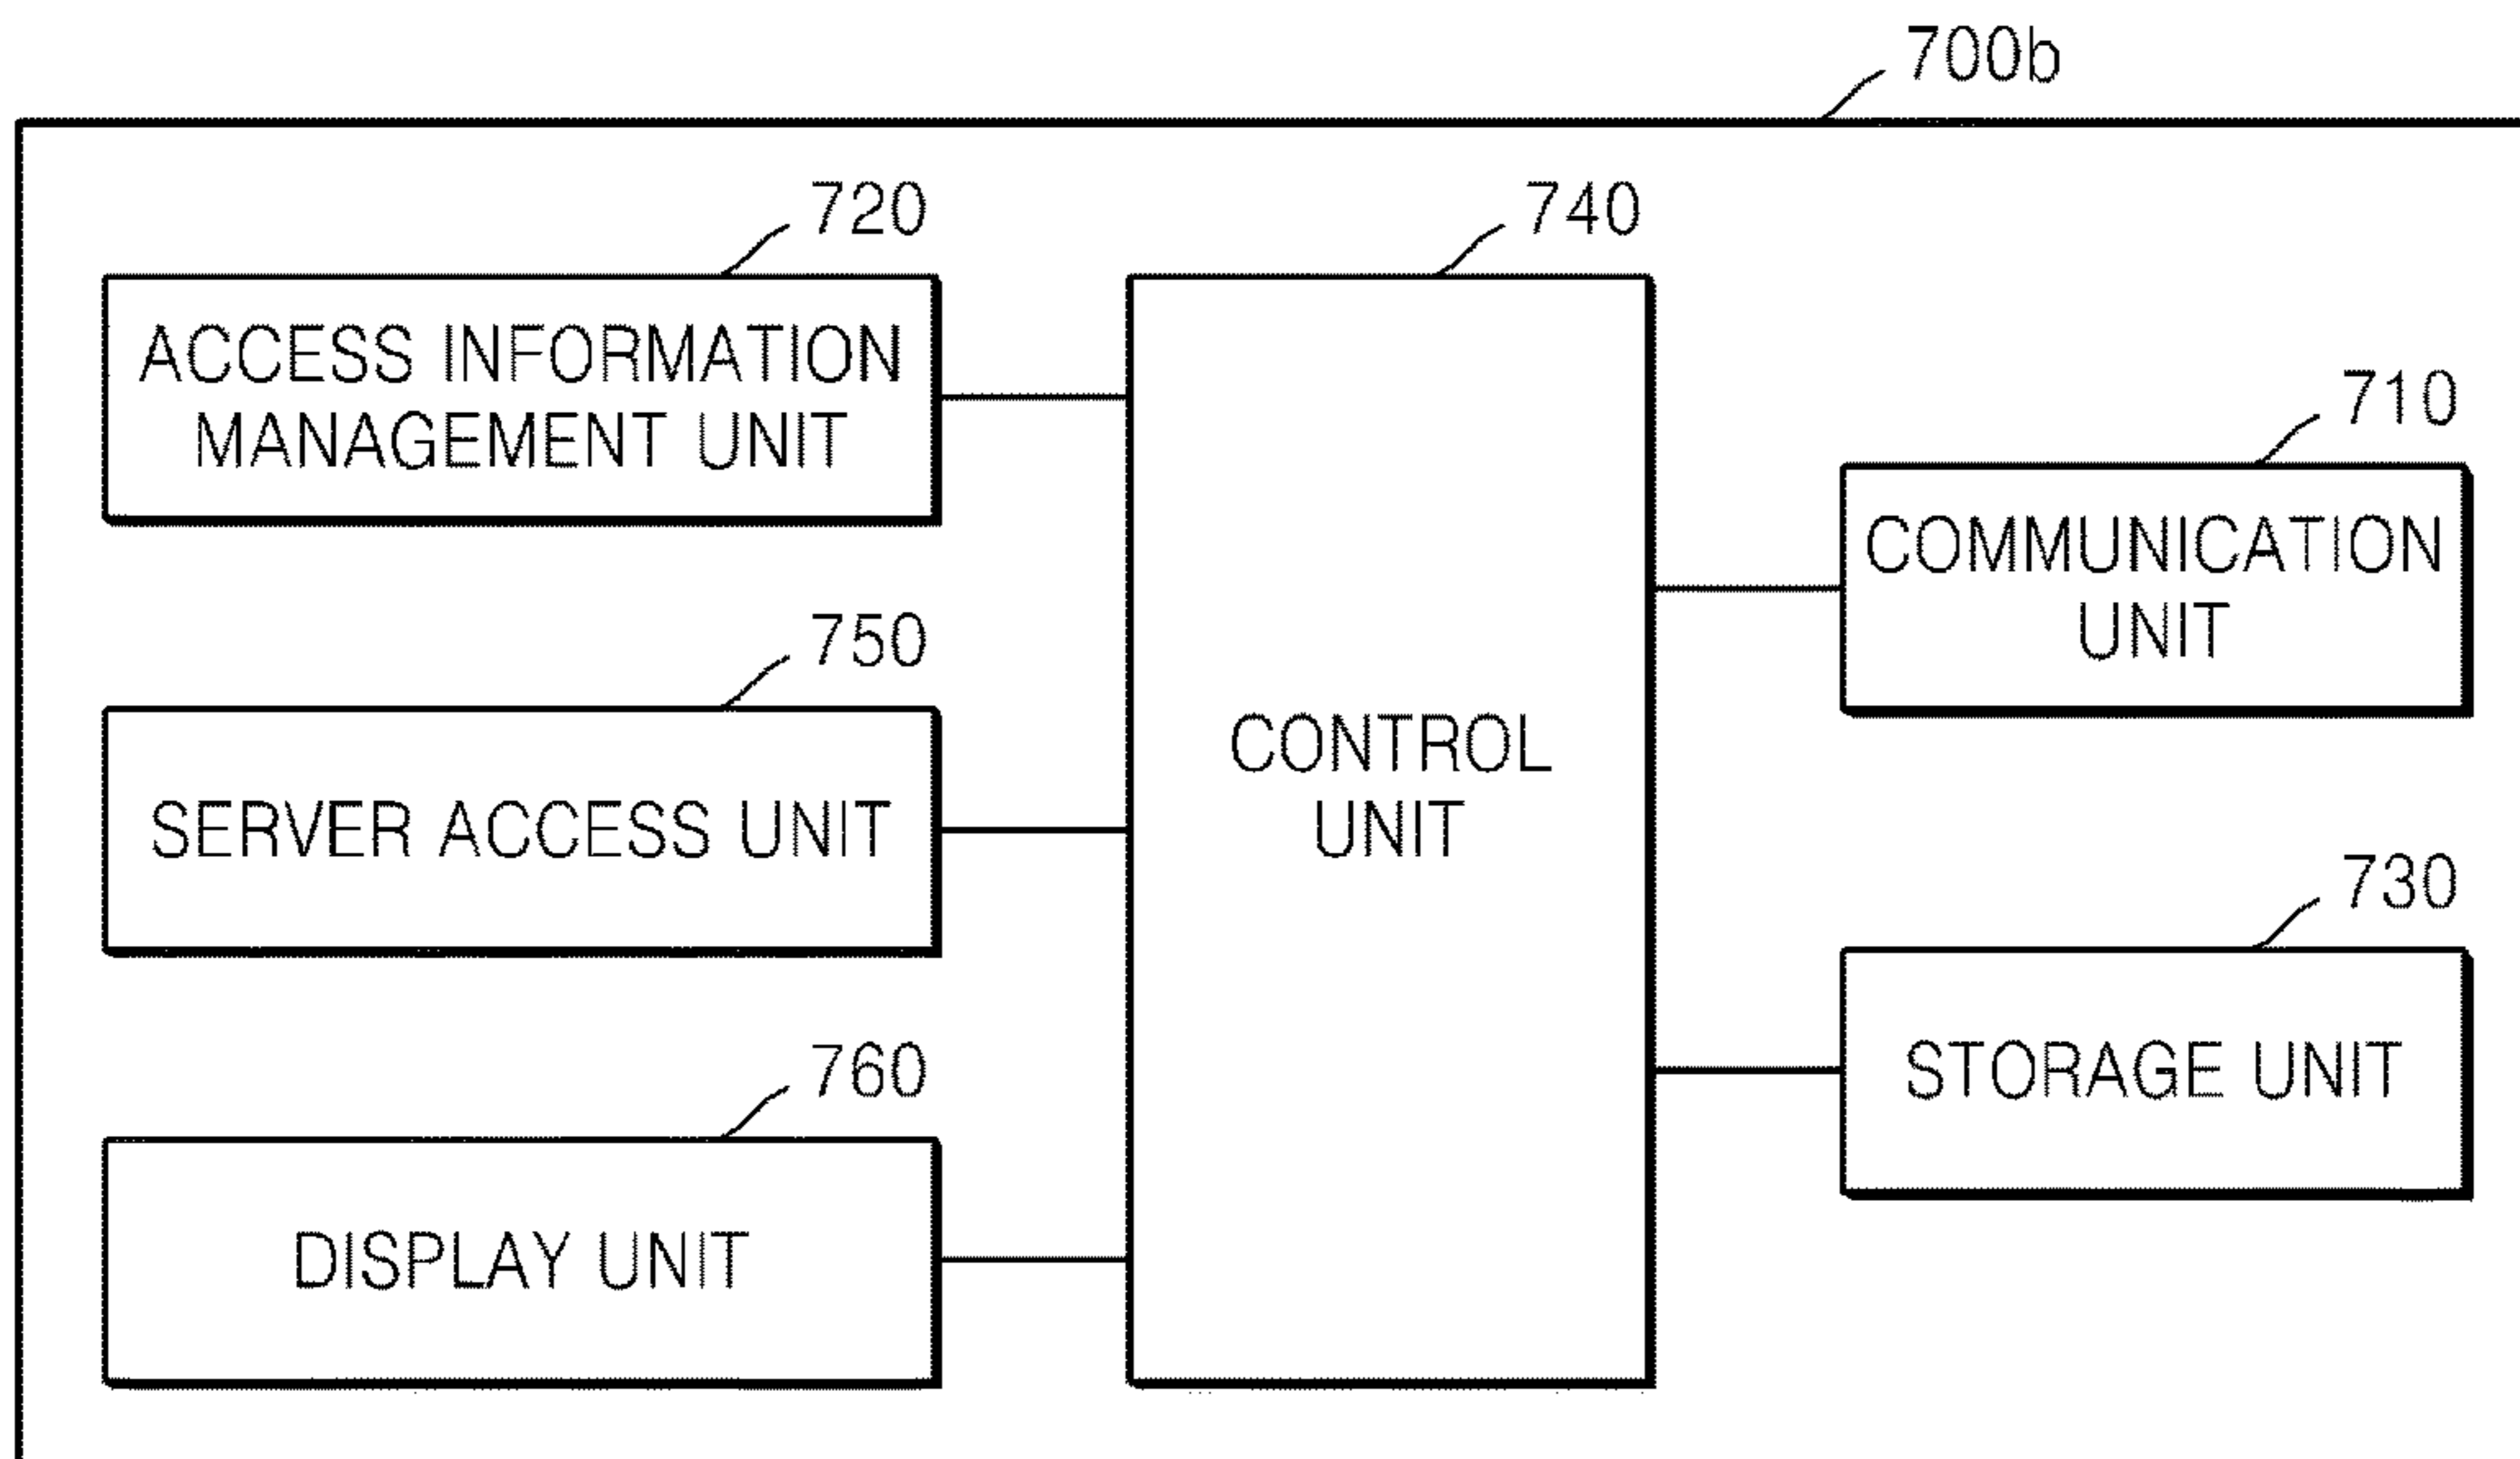 700b
720
740
ACCESS INFORMATION
MANAGEMENT UNIT
710
COMMUNICATION
UNIT
750
SERVER ACCESS UNIT
CONTROL
UNIT
730
STORAGE UNIT
760
DISPLAY UNIT